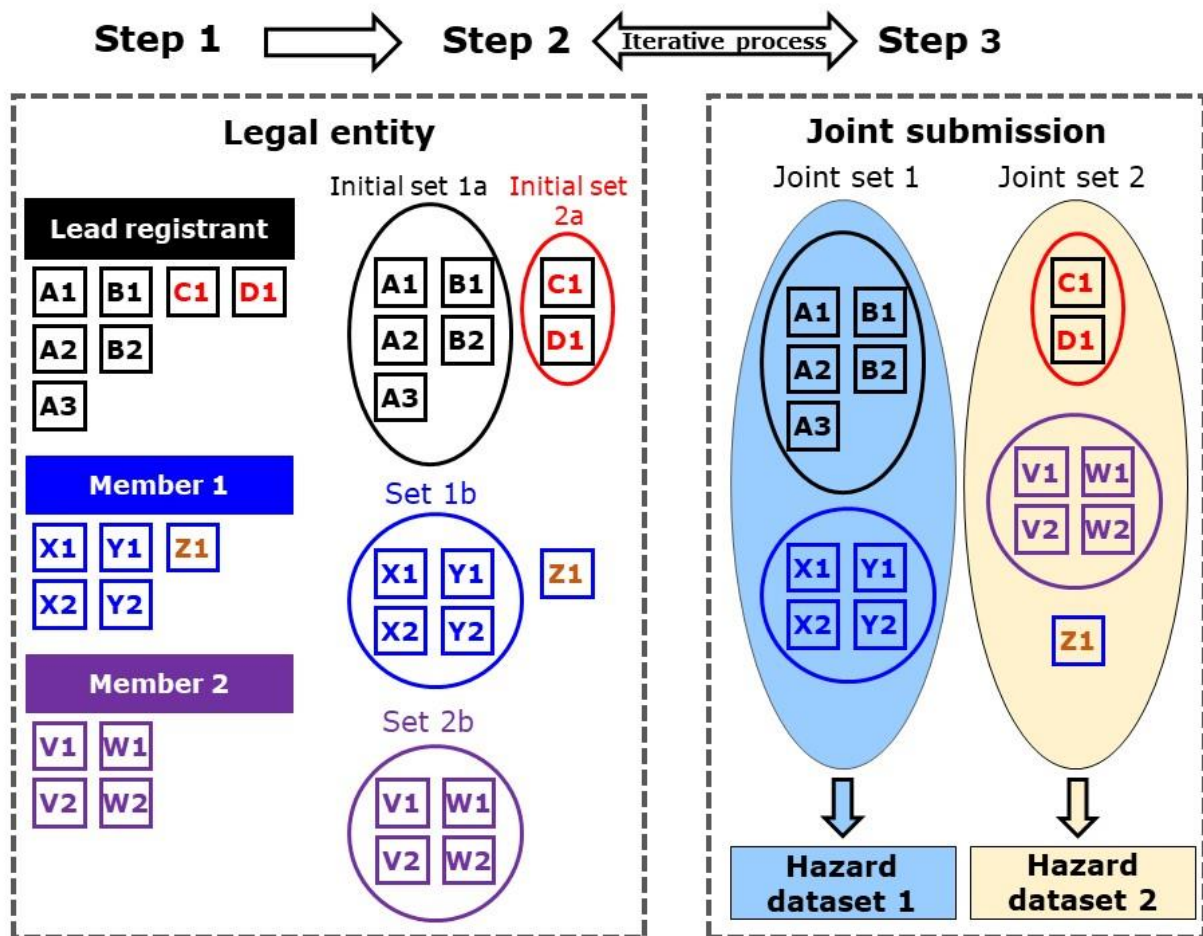 Step 1
Step 2
Iterative process
Step 3
Legal entity
Initial set 1a
Initial set
2a
Lead registrant
A1 B1 C1 D1
A2 B2
A3
A1 B1
A2 B2
A3
C1
D1
Member 1
X1 Y1 Z1
X2 Y2
Set 1b
X1 Y1
X2 Y2
Z1
Member 2
V1 W1
V2 W2
Set 2b
V1 W1
V2 W2
Joint submission
Joint set 1
A1 B1
A2 B2
A3
X1 Y1
X2 Y2
Hazard
dataset 1
Joint set 2
C1
D1
V1 W1
V2 W2
Z1
Hazard
dataset 2